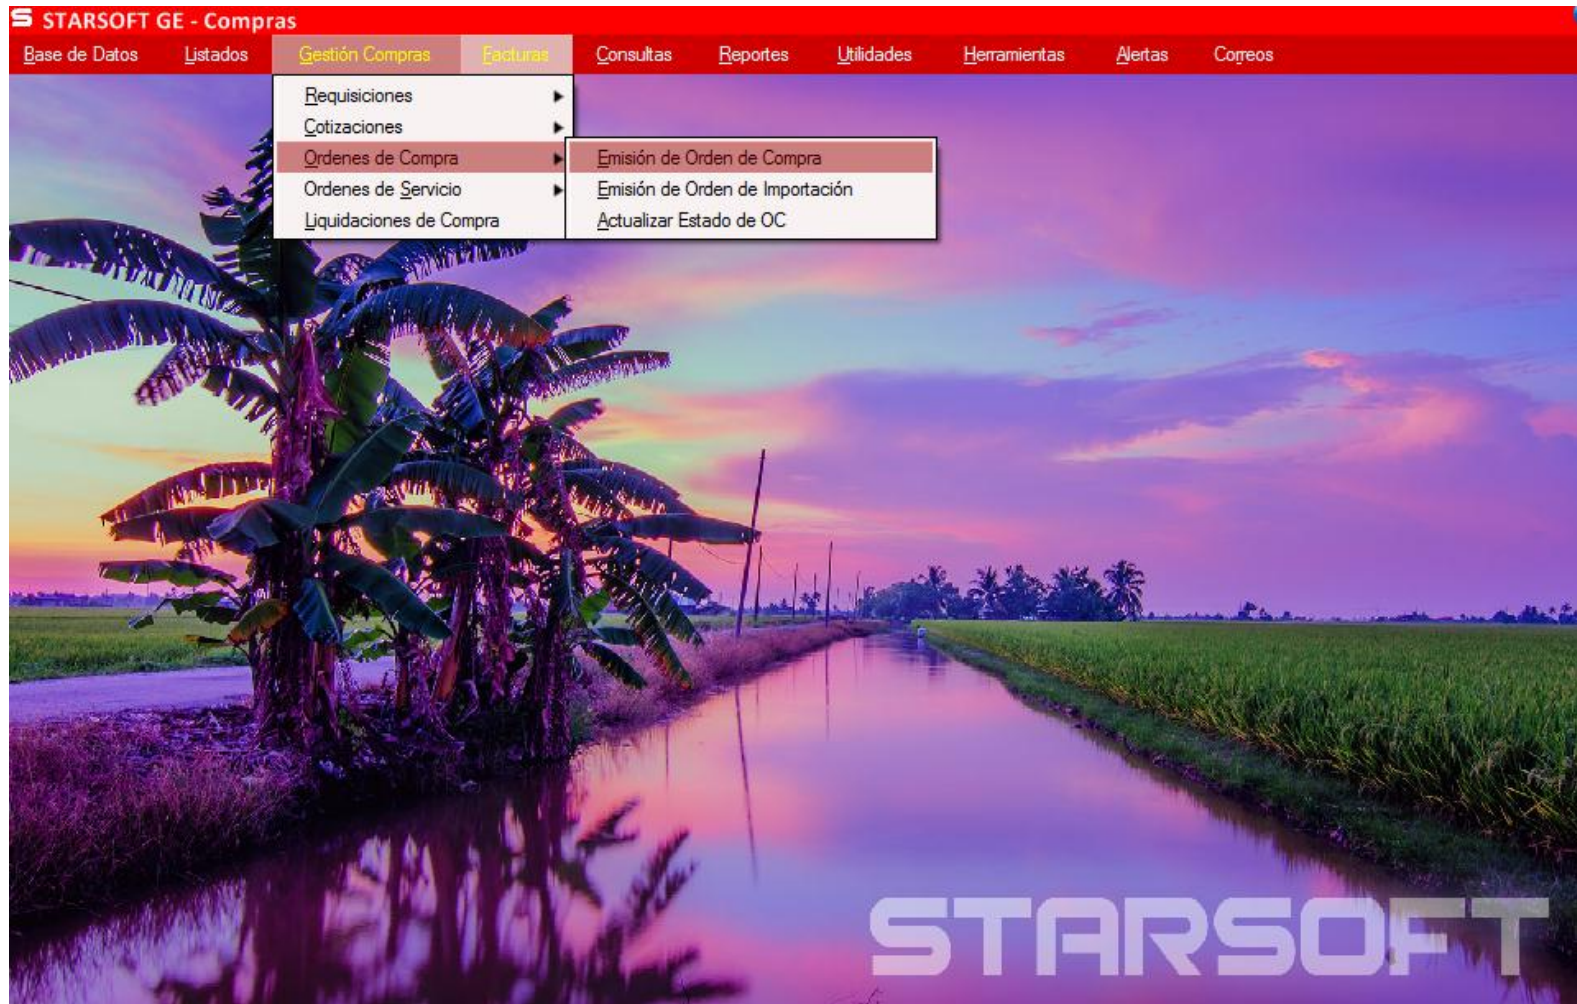 STARSOFT GE - Compras
Base de Datos Listados Gestión Compras Facturas Consultas Reportes Utilidades Herramientas Alertas Correos
Requisiciones
Cotizaciones
Ordenes de Compra Emisión de Orden de Compra
Ordenes de Servicio Emisión de Orden de Importación
Liquidaciones de Compra Actualizar Estado de OC
STARSOFT